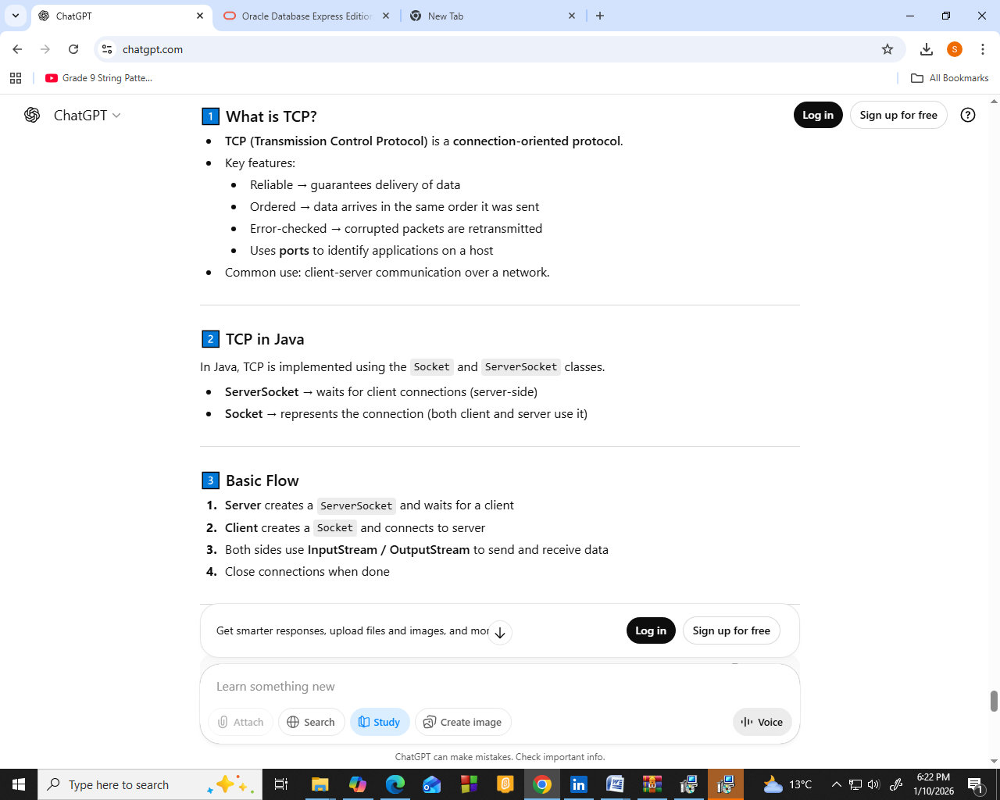 ChatGPT
Oracle Database Express Edition
New Tab
chatgpt.com
S
Grade 9 String Patte...
All Bookmarks
ChatGPT
Log in
Sign up for free
1 What is TCP?
TCP (Transmission Control Protocol) is a connection-oriented protocol.
Key features:
Reliable → guarantees delivery of data
Ordered → data arrives in the same order it was sent
Error-checked → corrupted packets are retransmitted
Uses ports to identify applications on a host
Common use: client-server communication over a network.
2 TCP in Java
In Java, TCP is implemented using the Socket and ServerSocket classes.
ServerSocket → waits for client connections (server-side)
Socket → represents the connection (both client and server use it)
3 Basic Flow
1. Server creates a ServerSocket and waits for a client
2. Client creates a Socket and connects to server
3. Both sides use InputStream / OutputStream to send and receive data
4. Close connections when done
Get smarter responses, upload files and images, and mor
Log in
Sign up for free
Learn something new
Attach
Search
Study
Create image
Voice
ChatGPT can make mistakes. Check important info.
Type here to search
13°C
6:22 PM
1/10/2026
1